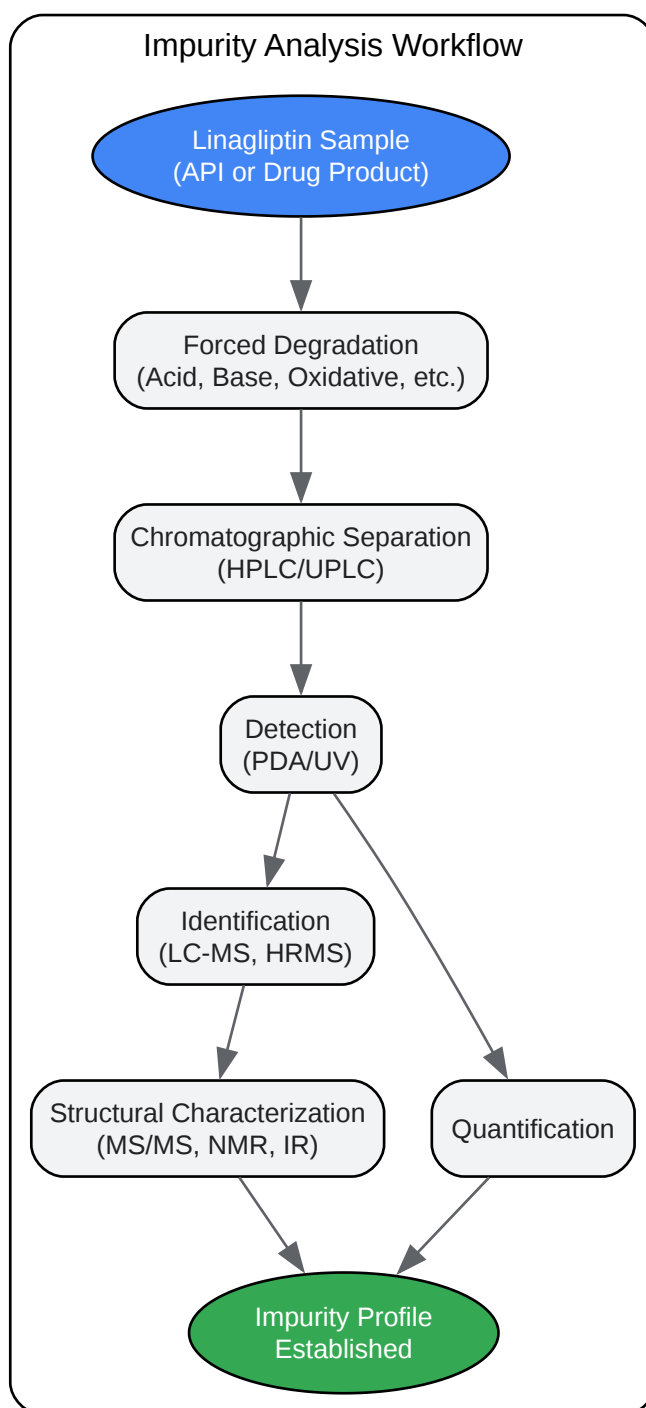 Impurity Analysis Workflow
Linagliptin Sample
(API or Drug Product)
Forced Degradation
(Acid, Base, Oxidative, etc.)
Chromatographic Separation
(HPLC/UPLC)
Detection
(PDA/UV)
Identification
(LC-MS, HRMS)
Structural Characterization
(MS/MS, NMR, IR)
Quantification
Impurity Profile
Established